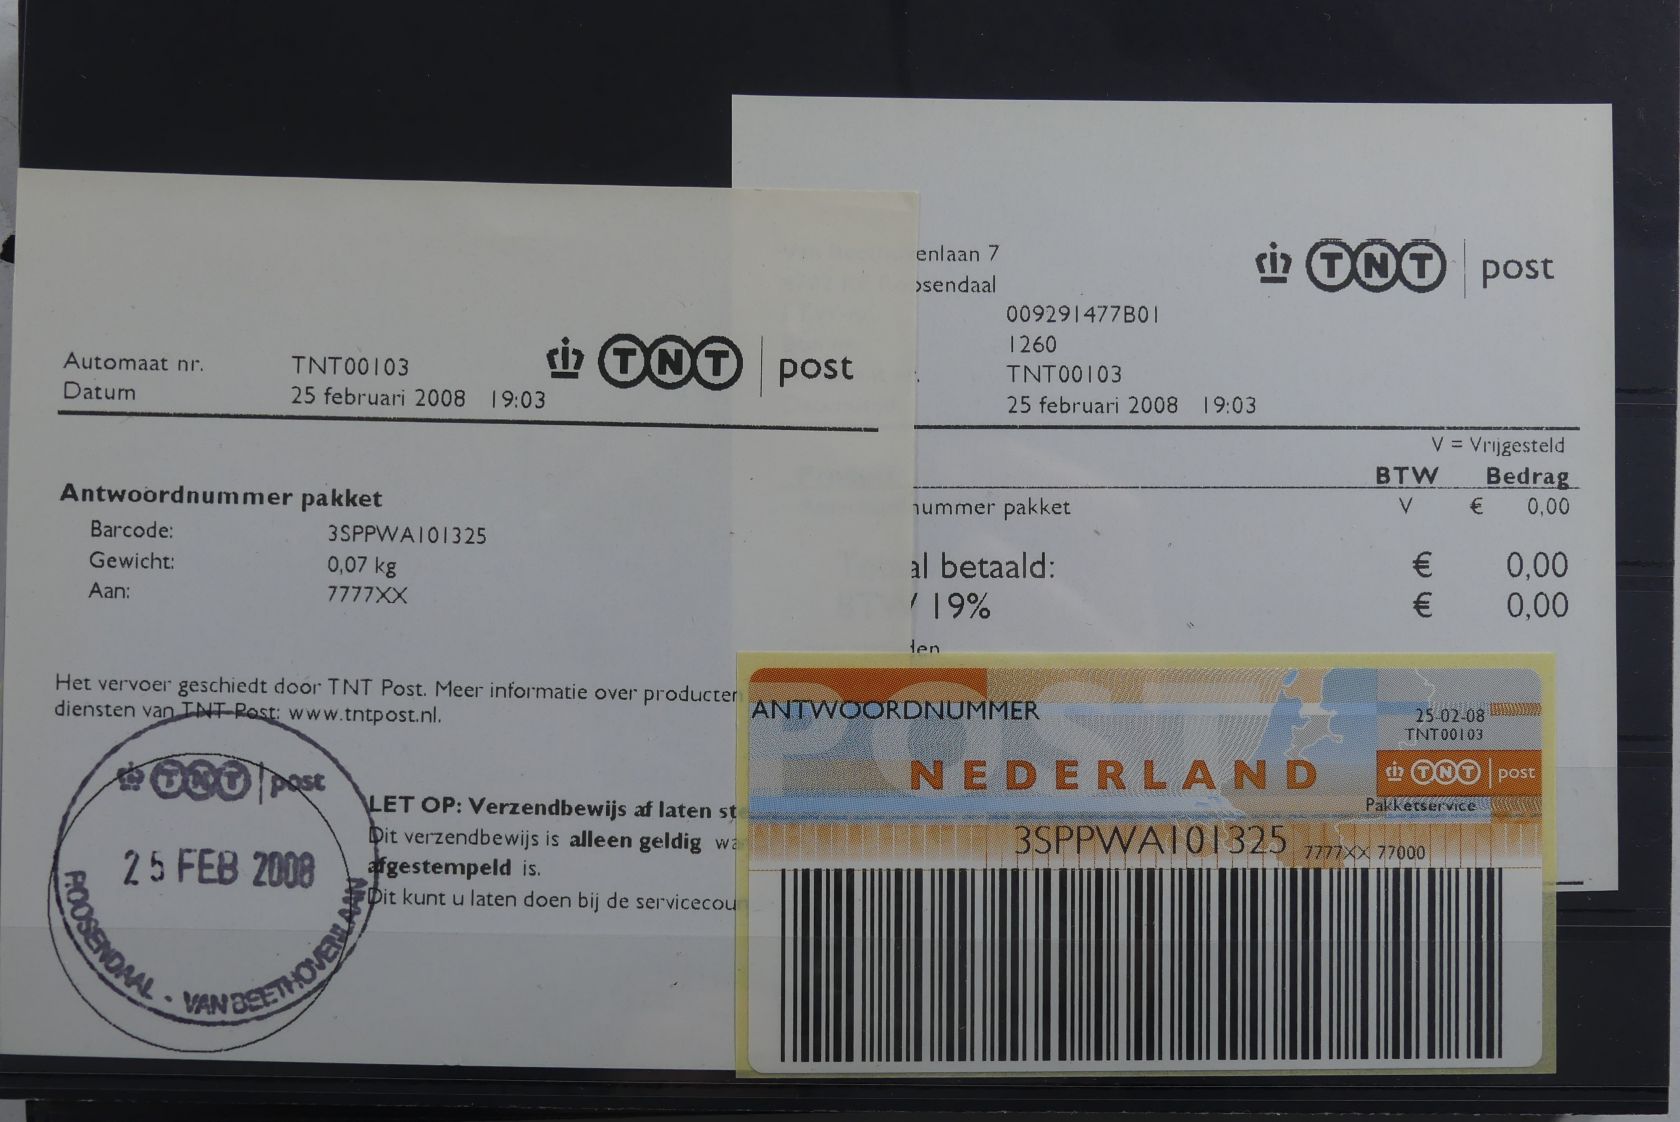 Automaat nr. TNT00103
Datum 25 februari 2008 19:03
TNT post
Antwoordnummer pakket
Barcode: 3SPPWA101325
Gewicht: 0,07 kg
Aan: 7777XX
Het vervoer geschiedt door TNT Post. Meer informatie over producten
diensten van TNT Post: www.tntpost.nl.
LET OP: Verzendbewijs af laten
Dit verzendbewijs is alleen geldig
afgestempeld is.
Dit kunt u laten doen bij de
TNT post
25 FEB 2008
ROOSENDAAL - VAN BEETHOVENLAAN
enlaan 7
osendaal
009291477B01
1260
TNT00103
25 februari 2008 19:03
TNT post
V = Vrijgesteld
BTW Bedrag
nummer pakket V € 0,00
al betaald: € 0,00
19% € 0,00
den
POST
ANTWOORDNUMMER
25-02-08
TNT00103
NEDERLAND
TNT post
Pakketservice
3SPPWA101325 7777XX 77000